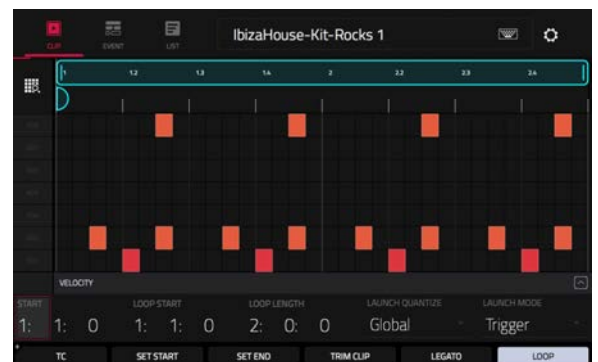 IbizaHouse-Kit-Rocks 1
CLIP EVENT LIST
1 1.2 1.3 1.4 2 2.2 2.3 2.4
VELOCITY
START LOOP START LOOP LENGTH LAUNCH QUANTIZE LAUNCH MODE
1: 1: 0 1: 1: 0 2: 0: 0 Global Trigger
TC SET START SET END TRIM CLIP LEGATO LOOP